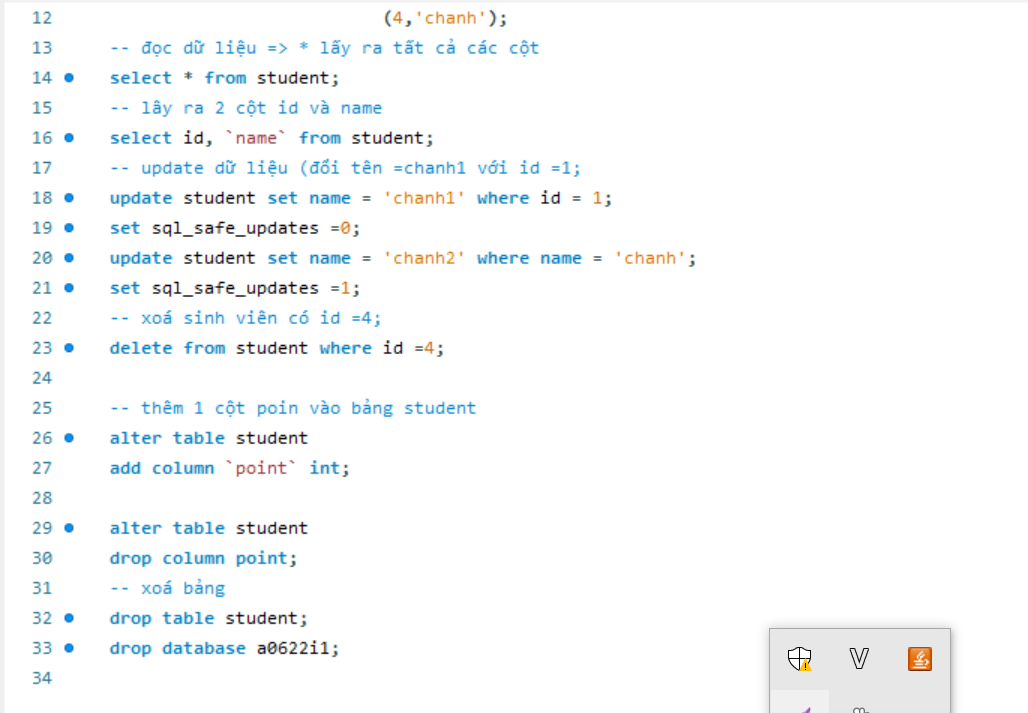 12 (4,'chanh');
13 -- đọc dữ liệu => * lấy ra tất cả các cột
14 select * from student;
15 -- lây ra 2 cột id và name
16 select id, `name` from student;
17 -- update dữ liệu (đổi tên =chanh1 với id =1;
18 update student set name = 'chanh1' where id = 1;
19 set sql_safe_updates =0;
20 update student set name = 'chanh2' where name = 'chanh';
21 set sql_safe_updates =1;
22 -- xoá sinh viên có id =4;
23 delete from student where id =4;
24
25 -- thêm 1 cột poin vào bảng student
26 alter table student
27 add column `point` int;
28
29 alter table student
30 drop column point;
31 -- xoá bảng
32 drop table student;
33 drop database a0622i1;
34